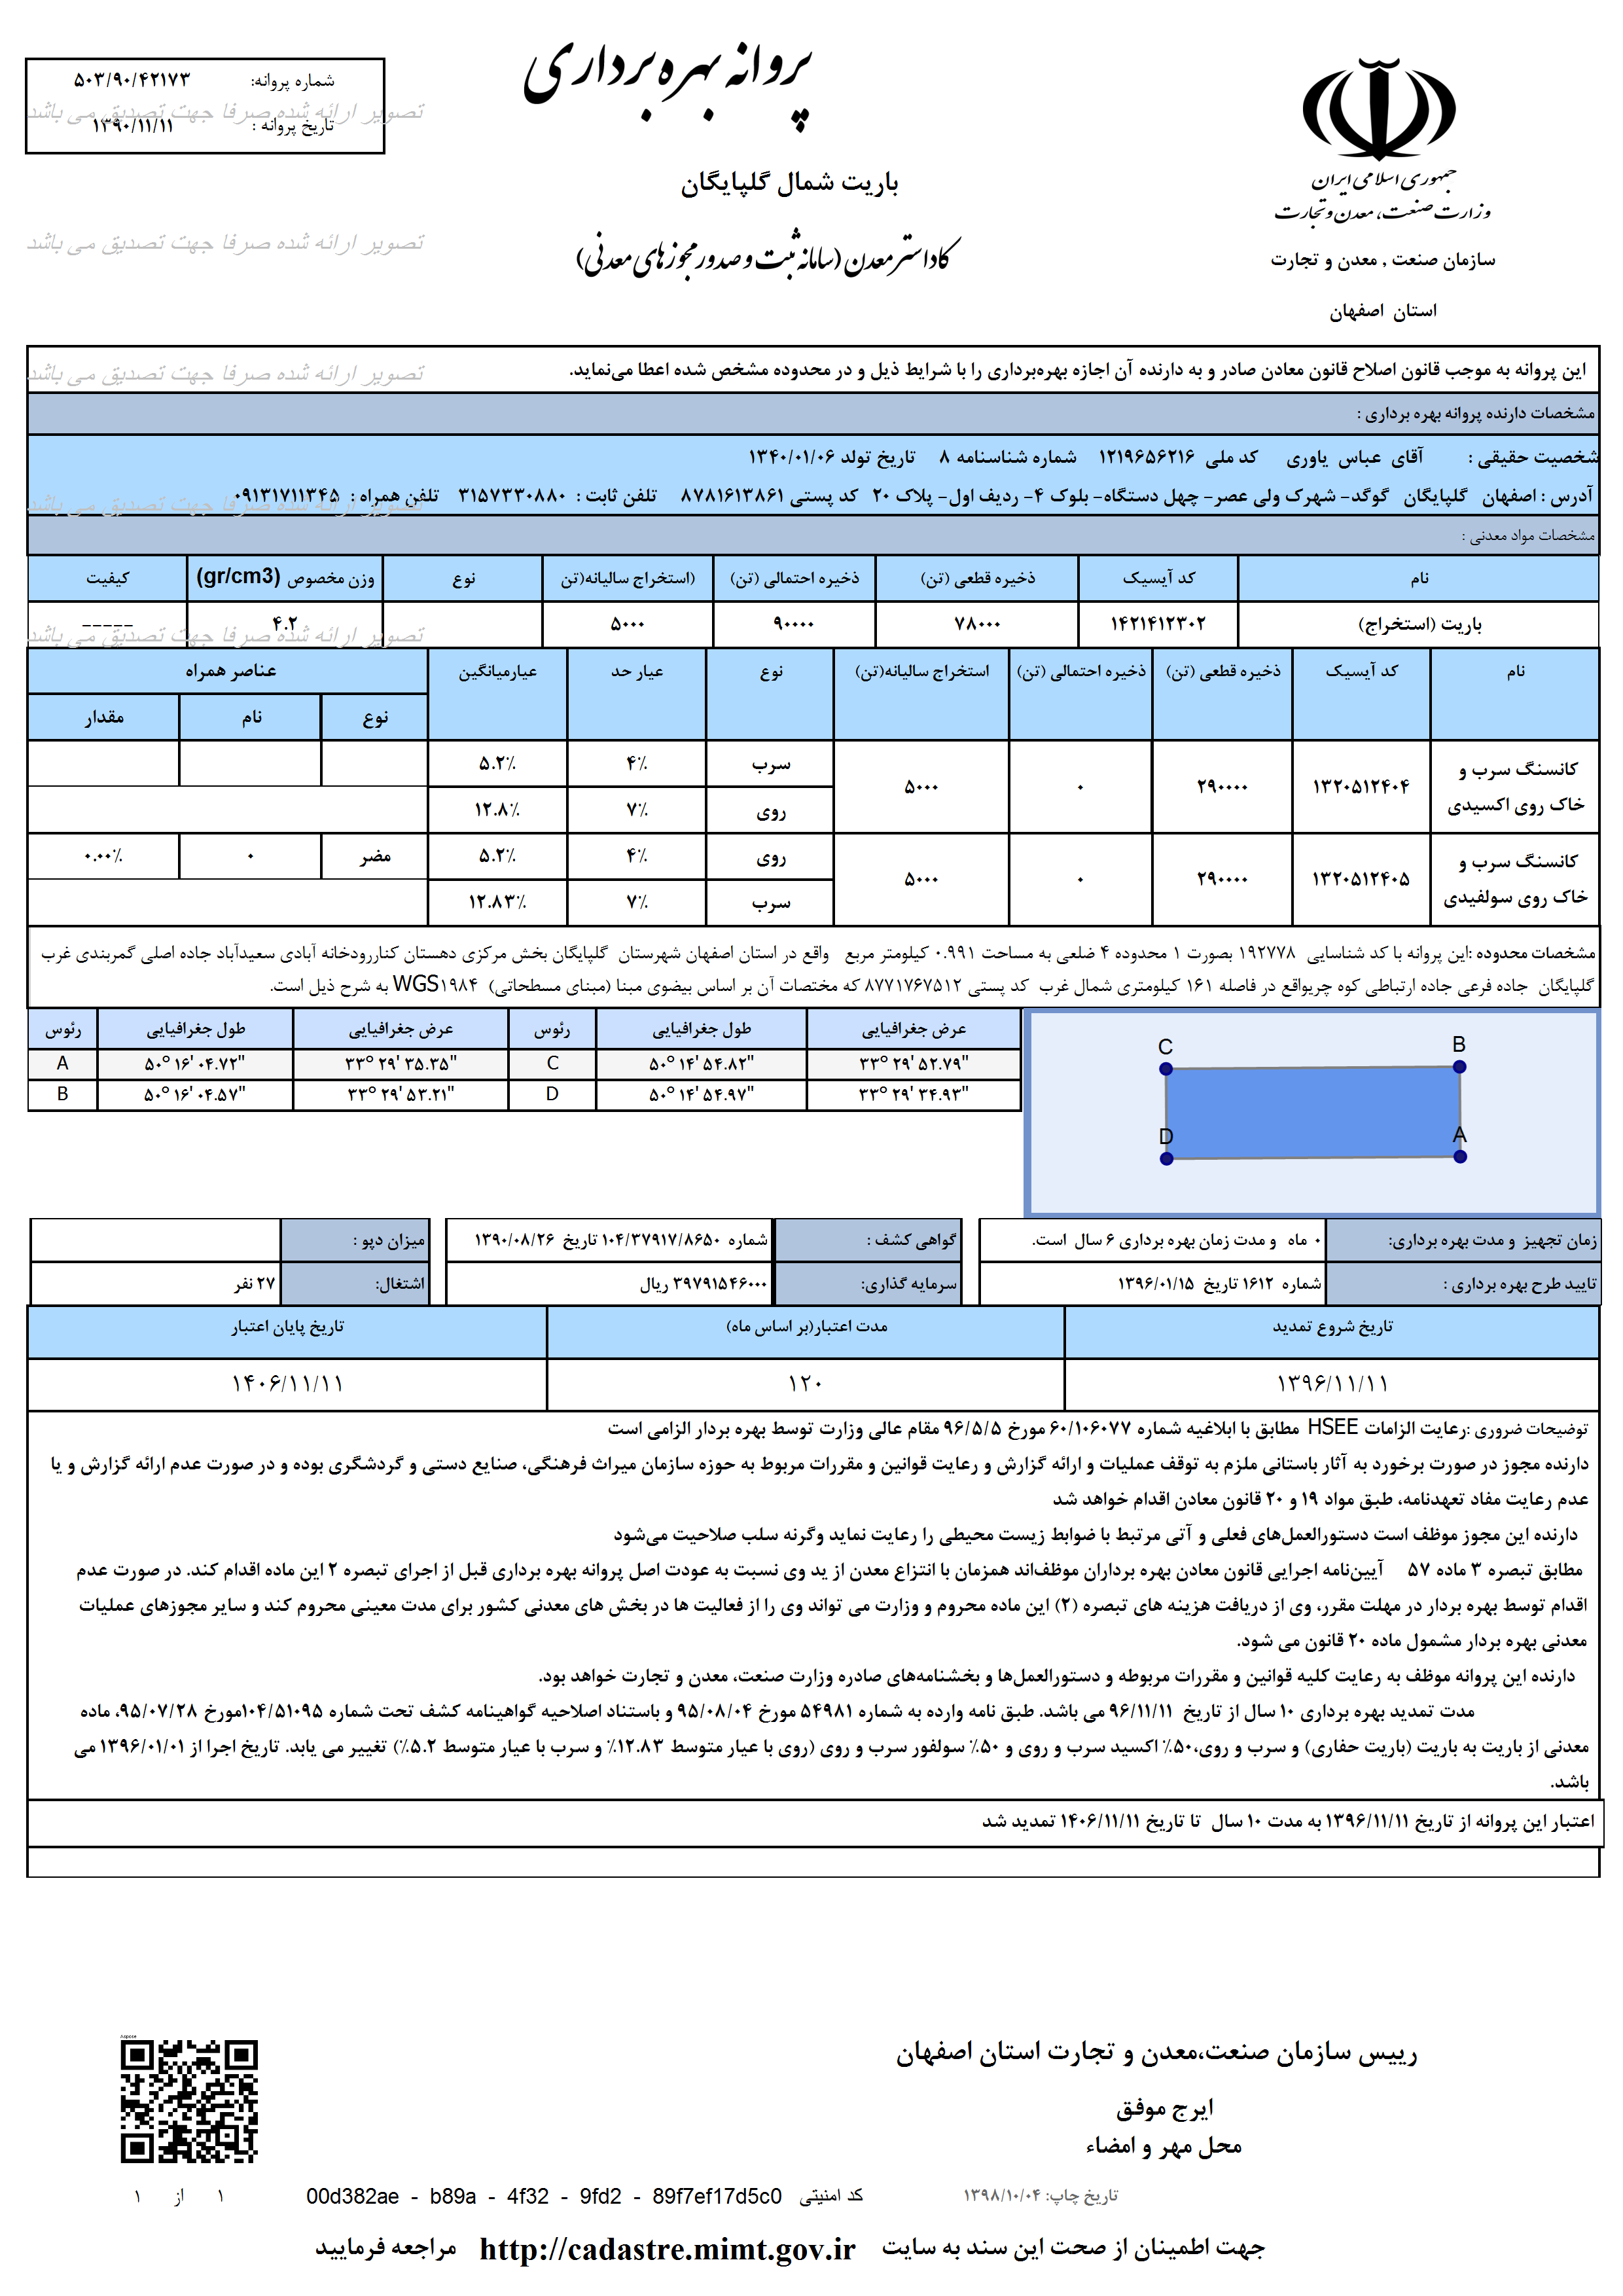 پروانه بهره برداری
باریت شمال گلپایگان
کاداستر معدن (سامانه ثبت و صدور مجوزهای معدنی)
جمهوری اسلامی ایران
وزارت صنعت، معدن و تجارت
سازمان صنعت , معدن و تجارت
استان اصفهان
شماره پروانه: ۵۰۳/۹۰/۴۲۱۷۳
تصویر ارائه شده صرفا جهت تصدیق می باشد
تاریخ پروانه : ۱۳۹۰/۱۱/۱۱
تصویر ارائه شده صرفا جهت تصدیق می باشد
این پروانه به موجب قانون اصلاح قانون معادن صادر و به دارنده آن اجازه بهره‌برداری را با شرایط ذیل و در محدوده مشخص شده اعطا می‌نماید.
تصویر ارائه شده صرفا جهت تصدیق می باشد
مشخصات دارنده پروانه بهره برداری :
شخصیت حقیقی : آقای عباس یاوری کد ملی ۱۲۱۹۶۵۶۲۱۶ شماره شناسنامه ۸ تاریخ تولد ۱۳۴۰/۰۱/۰۶
آدرس : اصفهان گلپایگان گوگد- شهرک ولی عصر- چهل دستگاه- بلوک ۴- ردیف اول- پلاک ۲۰ کد پستی ۸۷۸۱۶۱۳۸۶۱ تلفن ثابت : ۳۱۵۷۳۳۰۸۸۰ تلفن همراه : ۰۹۱۳۱۷۱۱۳۴۵
تصویر ارائه شده صرفا جهت تصدیق می باشد
مشخصات مواد معدنی :
نام کد آیسیک ذخیره قطعی (تن) ذخیره احتمالی (تن) استخراج سالیانه(تن) نوع وزن مخصوص (gr/cm3) کیفیت
باریت (استخراج) ۱۴۲۱۴۱۲۳۰۲ ۷۸۰۰۰ ۹۰۰۰۰ ۵۰۰۰ ۴.۲ -----
تصویر ارائه شده صرفا جهت تصدیق می باشد
نام کد آیسیک ذخیره قطعی (تن) ذخیره احتمالی (تن) استخراج سالیانه(تن) نوع عیار حد عیارمیانگین عناصر همراه
نوع نام مقدار
کانسنگ سرب و خاک روی اکسیدی ۱۳۲۰۵۱۲۴۰۴ ۲۹۰۰۰۰ ۰ ۵۰۰۰ سرب ۴% ۵.۲%
روی ۷% ۱۲.۸%
کانسنگ سرب و خاک روی سولفیدی ۱۳۲۰۵۱۲۴۰۵ ۲۹۰۰۰۰ ۰ ۵۰۰۰ روی ۴% ۵.۲% مضر ۰ ۰.۰۰%
سرب ۷% ۱۲.۸۳%
مشخصات محدوده :این پروانه با کد شناسایی ۱۹۲۷۷۸ بصورت ۱ محدوده ۴ ضلعی به مساحت ۰.۹۹۱ کیلومتر مربع واقع در استان اصفهان شهرستان گلپایگان بخش مرکزی دهستان کناررودخانه آبادی سعیدآباد جاده اصلی گمربندی غرب
گلپایگان جاده فرعی جاده ارتباطی کوه چریواقع در فاصله ۱۶۱ کیلومتری شمال غرب کد پستی ۸۷۷۱۷۶۷۵۱۲ که مختصات آن بر اساس بیضوی مبنا (مبنای مسطحاتی) WGS۱۹۸۴ به شرح ذیل است.
رئوس طول جغرافیایی عرض جغرافیایی رئوس طول جغرافیایی عرض جغرافیایی
A ۵۰° ۱۶' ۰۴.۷۲" ۳۳° ۲۹' ۳۵.۳۵" C ۵۰° ۱۴' ۵۴.۸۲" ۳۳° ۲۹' ۵۲.۷۹"
B ۵۰° ۱۶' ۰۴.۵۷" ۳۳° ۲۹' ۵۳.۲۱" D ۵۰° ۱۴' ۵۴.۹۷" ۳۳° ۲۹' ۳۴.۹۳"
C B
D A
زمان تجهیز و مدت بهره برداری: ۰ ماه و مدت زمان بهره برداری ۶ سال است. گواهی کشف : شماره ۱۰۴/۳۷۹۱۷/۸۶۵۰ تاریخ ۱۳۹۰/۰۸/۲۶ میزان دپو :
تایید طرح بهره برداری : شماره ۱۶۱۲ تاریخ ۱۳۹۶/۰۱/۱۵ سرمایه گذاری: ۳۹۷۹۱۵۴۶۰۰۰ ریال اشتغال: ۲۷ نفر
تاریخ شروع تمدید مدت اعتبار(بر اساس ماه) تاریخ پایان اعتبار
۱۳۹۶/۱۱/۱۱ ۱۲۰ ۱۴۰۶/۱۱/۱۱
توضیحات ضروری :رعایت الزامات HSEE مطابق با ابلاغیه شماره ۶۰/۱۰۶۰۷۷ مورخ ۹۶/۵/۵ مقام عالی وزارت توسط بهره بردار الزامی است
دارنده مجوز در صورت برخورد به آثار باستانی ملزم به توقف عملیات و ارائه گزارش و رعایت قوانین و مقررات مربوط به حوزه سازمان میراث فرهنگی، صنایع دستی و گردشگری بوده و در صورت عدم ارائه گزارش و یا
عدم رعایت مفاد تعهدنامه، طبق مواد ۱۹ و ۲۰ قانون معادن اقدام خواهد شد
دارنده این مجوز موظف است دستورالعمل‌های فعلی و آتی مرتبط با ضوابط زیست محیطی را رعایت نماید وگرنه سلب صلاحیت می‌شود
مطابق تبصره ۳ ماده ۵۷ آیین‌نامه اجرایی قانون معادن بهره برداران موظف‌اند همزمان با انتزاع معدن از ید وی نسبت به عودت اصل پروانه بهره برداری قبل از اجرای تبصره ۲ این ماده اقدام کند. در صورت عدم
اقدام توسط بهره بردار در مهلت مقرر، وی از دریافت هزینه های تبصره (۲) این ماده محروم و وزارت می تواند وی را از فعالیت ها در بخش های معدنی کشور برای مدت معینی محروم کند و سایر مجوزهای عملیات
معدنی بهره بردار مشمول ماده ۲۰ قانون می شود.
دارنده این پروانه موظف به رعایت کلیه قوانین و مقررات مربوطه و دستورالعمل‌ها و بخشنامه‌های صادره وزارت صنعت، معدن و تجارت خواهد بود.
مدت تمدید بهره برداری ۱۰ سال از تاریخ ۹۶/۱۱/۱۱ می باشد. طبق نامه وارده به شماره ۵۴۹۸۱ مورخ ۹۵/۰۸/۰۴ و باستناد اصلاحیه گواهینامه کشف تحت شماره ۱۰۴/۵۱۰۹۵مورخ ۹۵/۰۷/۲۸، ماده
معدنی از باریت به باریت (باریت حفاری) و سرب و روی،۵۰% اکسید سرب و روی و ۵۰% سولفور سرب و روی (روی با عیار متوسط ۱۲.۸۳% و سرب با عیار متوسط ۵.۲%) تغییر می یابد. تاریخ اجرا از ۱۳۹۶/۰۱/۰۱ می
باشد.
اعتبار این پروانه از تاریخ ۱۳۹۶/۱۱/۱۱ به مدت ۱۰ سال تا تاریخ ۱۴۰۶/۱۱/۱۱ تمدید شد
رییس سازمان صنعت،معدن و تجارت استان اصفهان
ایرج موفق
محل مهر و امضاء
تاریخ چاپ: ۱۳۹۸/۱۰/۰۴ کد امنیتی 00d382ae - b89a - 4f32 - 9fd2 - 89f7ef17d5c0 ۱ از ۱
جهت اطمینان از صحت این سند به سایت http://cadastre.mimt.gov.ir مراجعه فرمایید